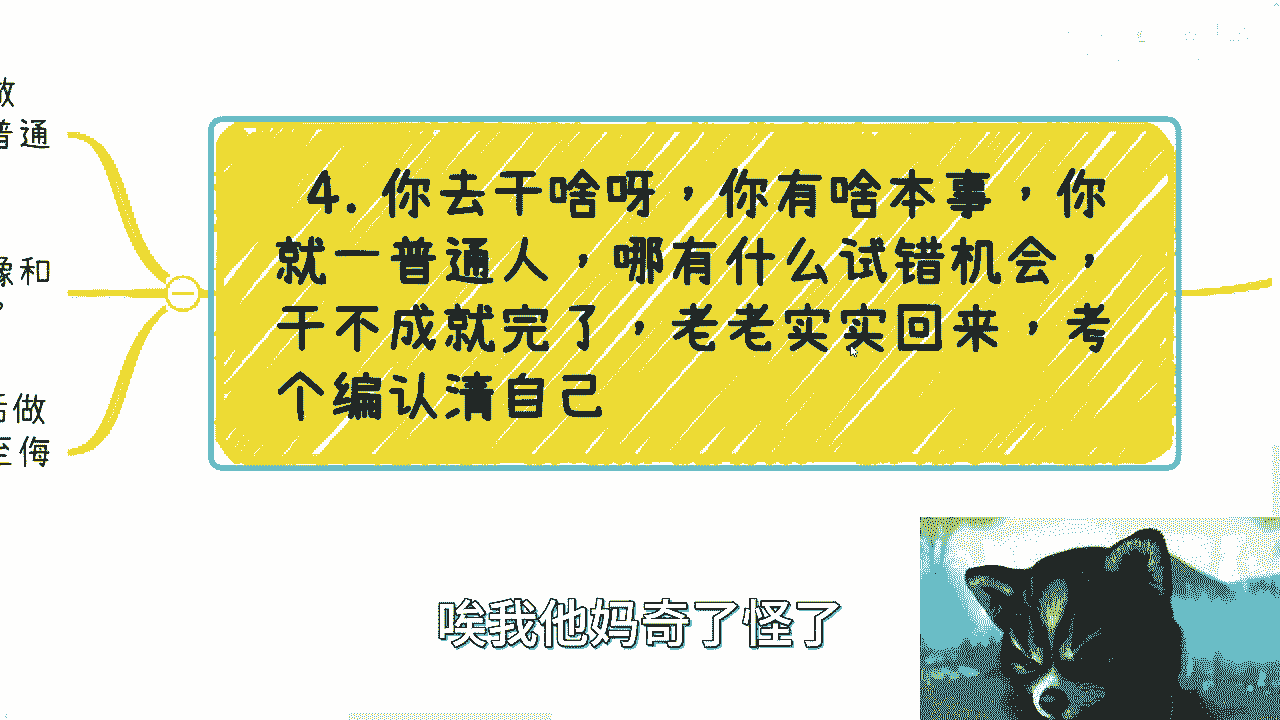 做
普通
像和
舌做
至侮
4. 你去干啥呀，你有啥本事，你
就一普通人，哪有什么试错机会，
干不成就完了，老老实实回来，考
个编认清自己
唉我他妈奇了怪了